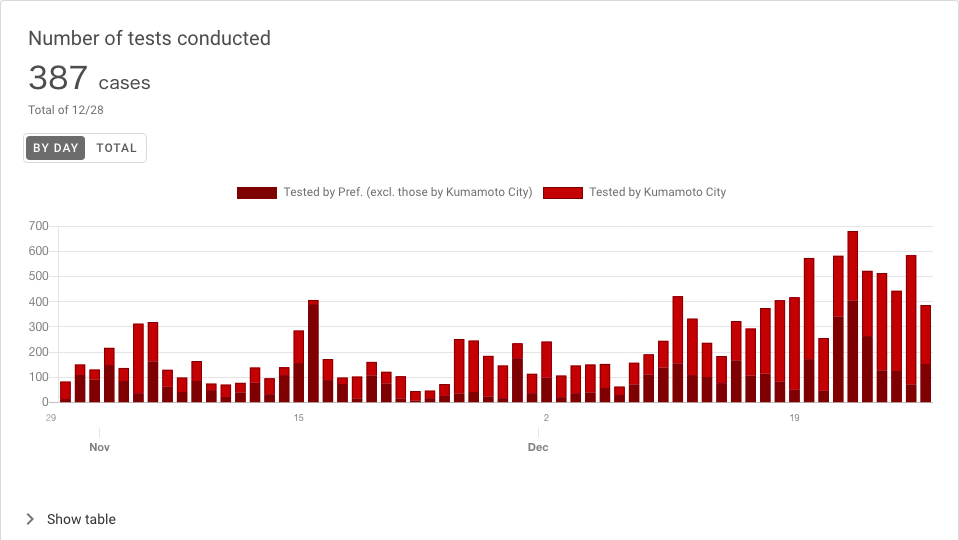 Number of tests conducted
387 cases
Total of 12/28
BY DAY TOTAL
Tested by Pref. (excl. those by Kumamoto City) Tested by Kumamoto City
700
600
500
400
300
200
100
0
29 15 2 19
Nov Dec
Show table